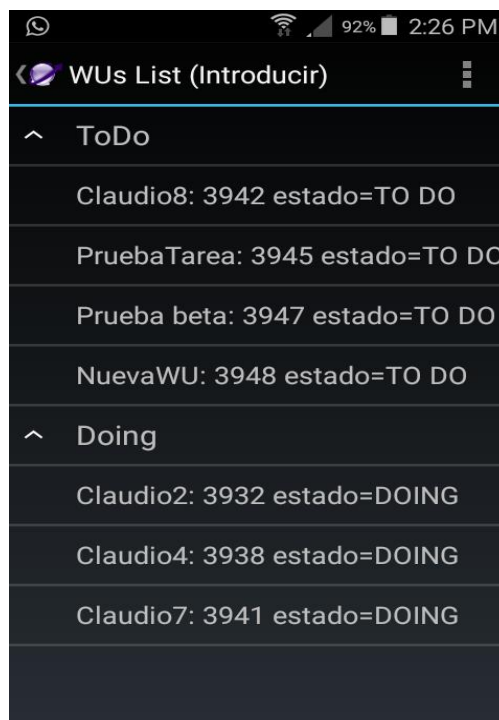 92% 2:26 PM
WUs List (Introducir)
ToDo
Claudio8: 3942 estado=TO DO
PruebaTarea: 3945 estado=TO DO
Prueba beta: 3947 estado=TO DO
NuevaWU: 3948 estado=TO DO
Doing
Claudio2: 3932 estado=DOING
Claudio4: 3938 estado=DOING
Claudio7: 3941 estado=DOING